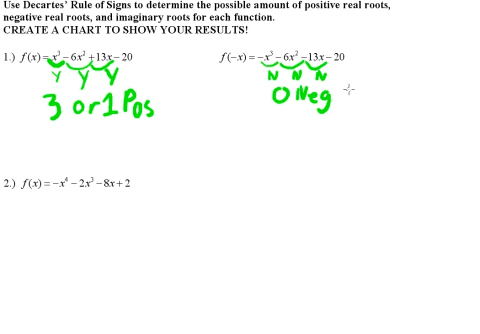 Use Decartes' Rule of Signs to determine the possible amount of positive real roots,
negative real roots, and imaginary roots for each function.
CREATE A CHART TO SHOW YOUR RESULTS!
1.) f(x) = x³ – 6x² + 13x – 20
f(–x) = –x³ – 6x² – 13x – 20
Y Y Y
N N N
3 or 1 Pos
0 Neg
2.) f(x) = –x⁴ – 2x³ – 8x + 2